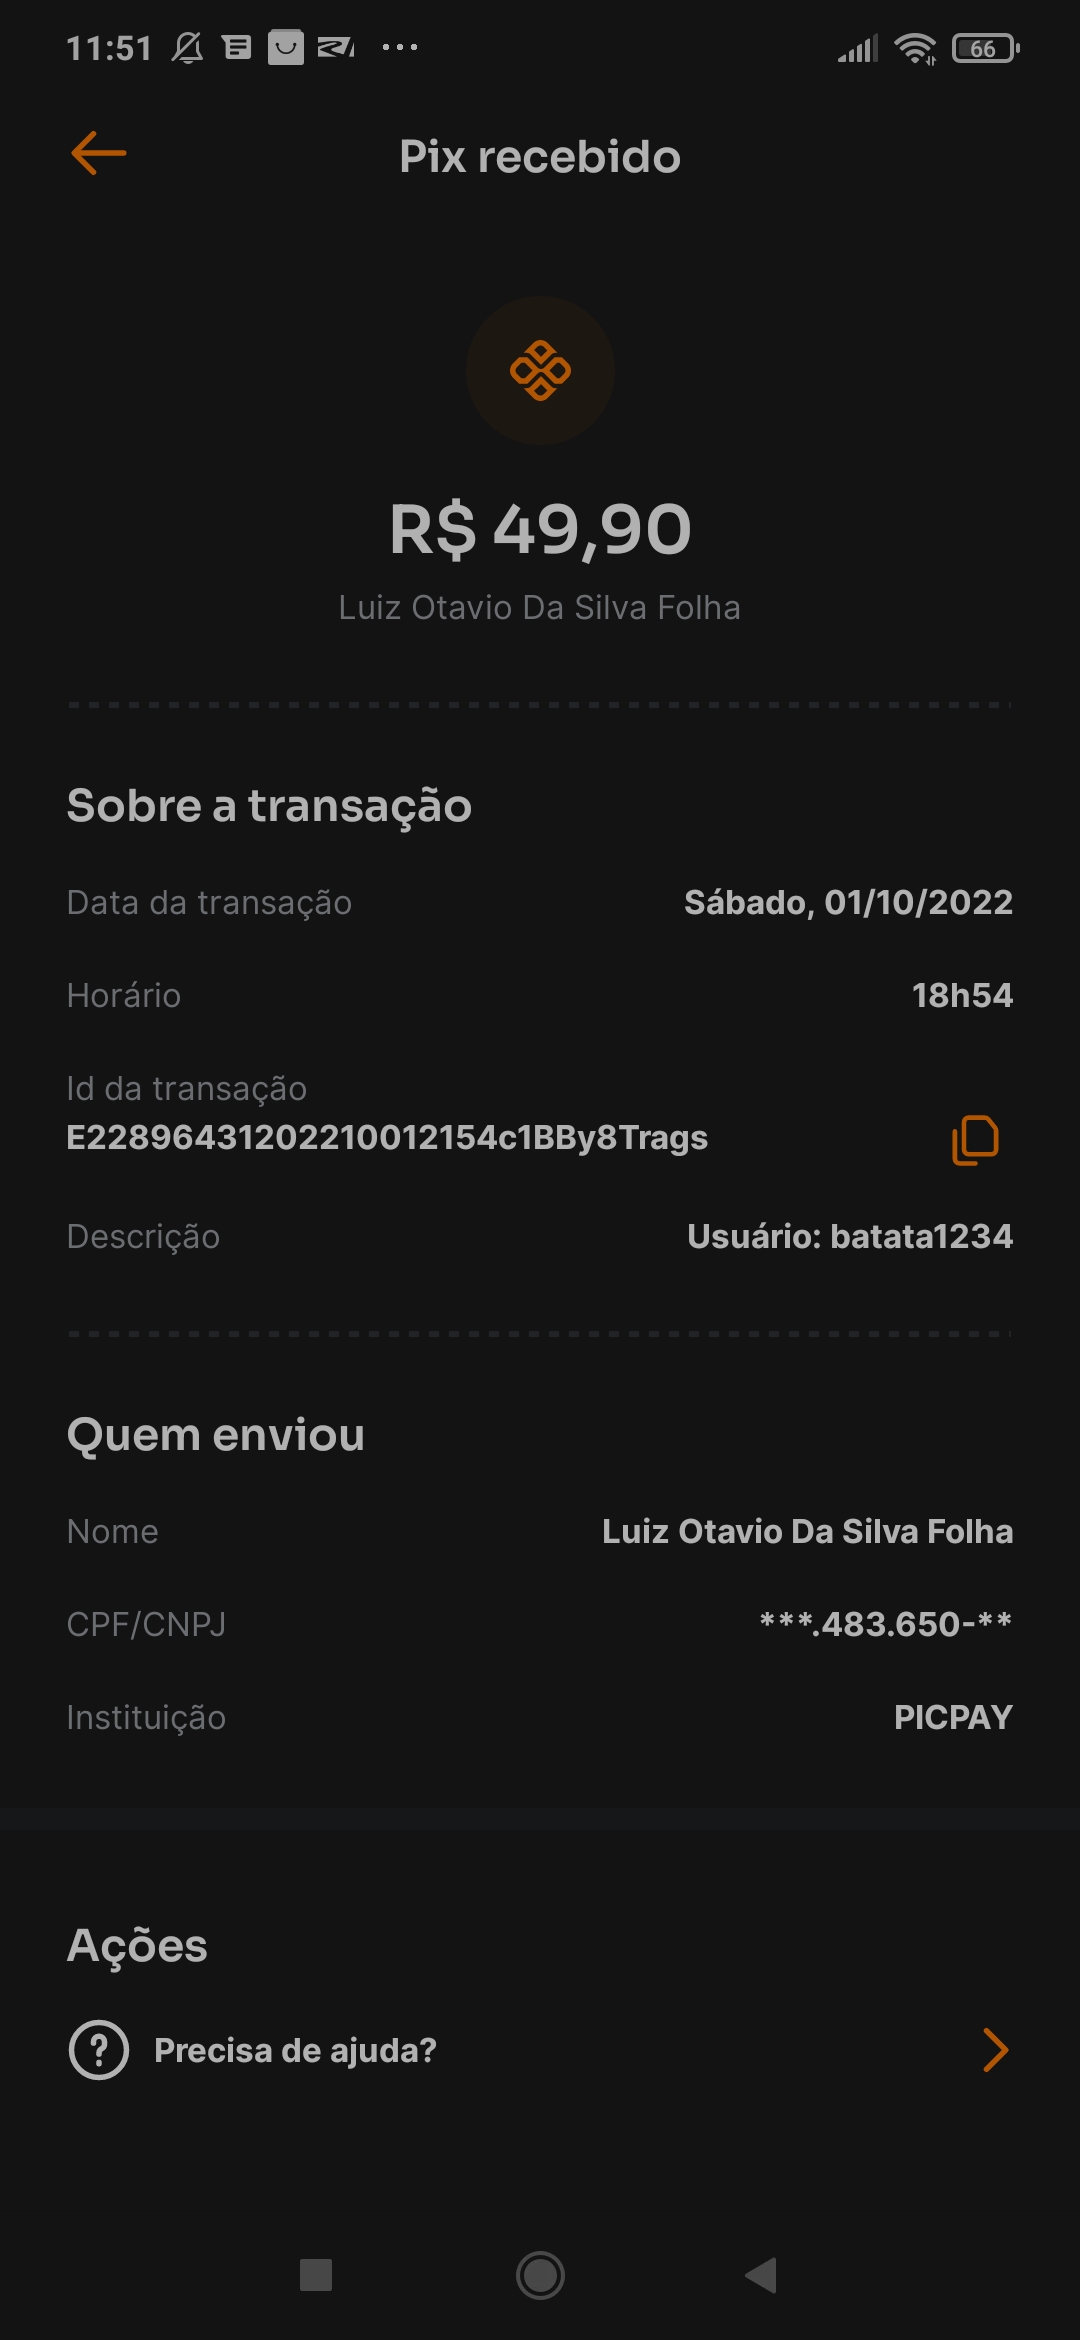 11:51
66
Pix recebido
R$ 49,90
Luiz Otavio Da Silva Folha
Sobre a transação
Data da transação Sábado, 01/10/2022
Horário 18h54
Id da transação
E22896431202210012154c1BBy8Trags
Descrição Usuário: batata1234
Quem enviou
Nome Luiz Otavio Da Silva Folha
CPF/CNPJ ***.483.650-**
Instituição PICPAY
Ações
Precisa de ajuda?